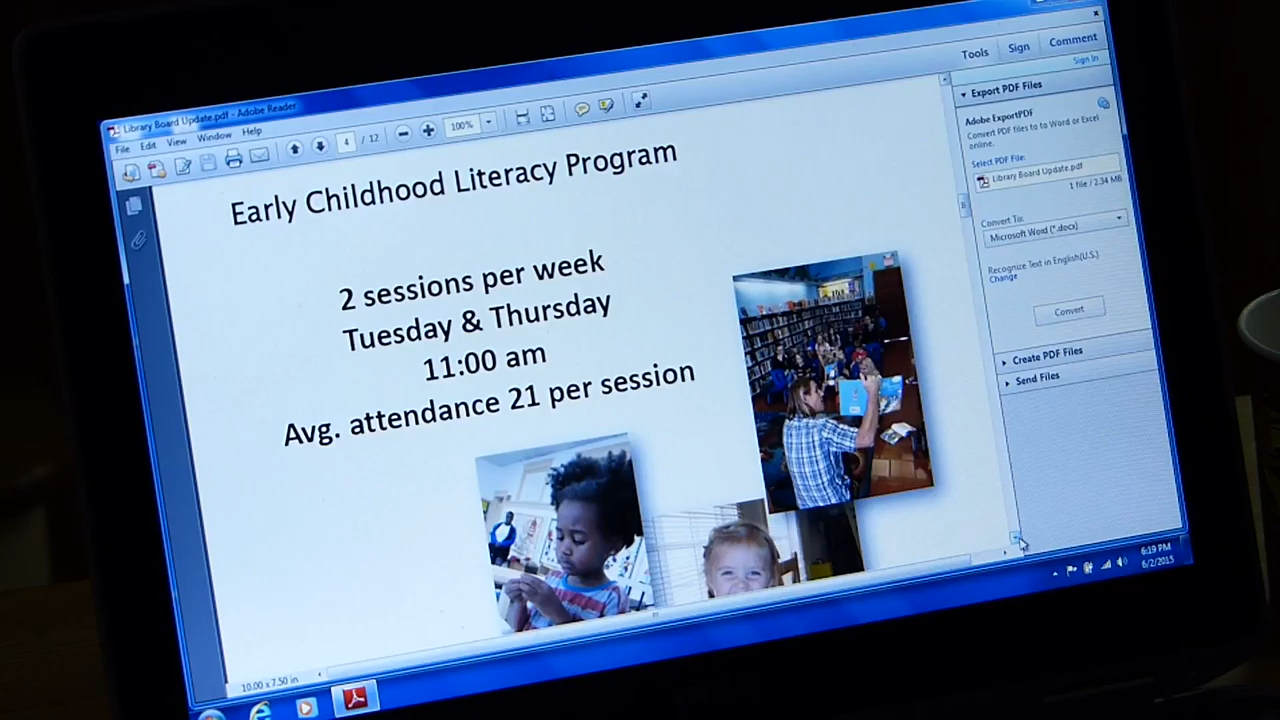 Library Board Update.pdf - Adobe Reader
File Edit View Window Help
4 / 12
100%
Tools Sign Comment
Sign In
Export PDF Files
Adobe ExportPDF
Convert PDF files to to Word or Excel
online.
Select PDF File:
Library Board Update.pdf
1 file / 2.34 MB
Convert To:
Microsoft Word (*.docx)
Recognize Text in English(U.S.)
Change
Convert
Create PDF Files
Send Files
Early Childhood Literacy Program
2 sessions per week
Tuesday & Thursday
11:00 am
Avg. attendance 21 per session
10.00 x 7.50 in
6:19 PM
6/2/2015